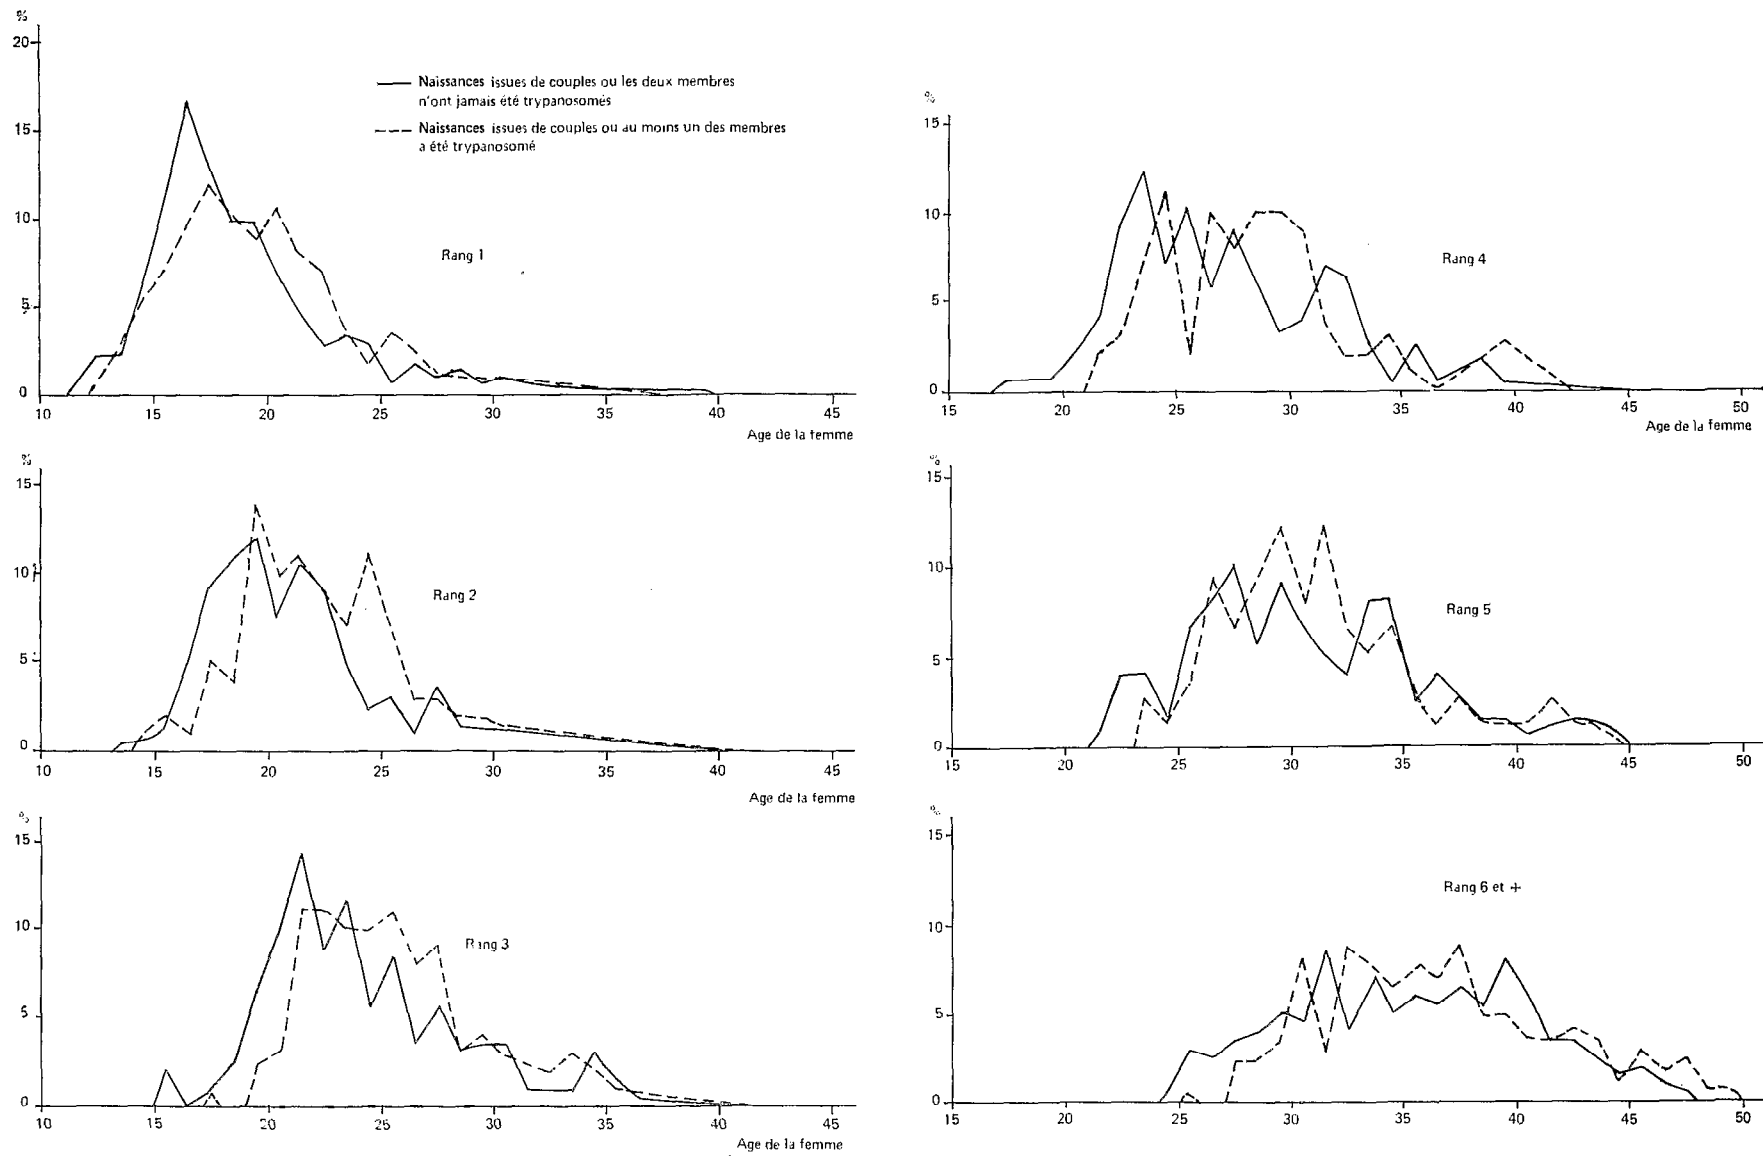 %
20
15
10
5
0
10 15 20 25 30 35 40 45
Age de la femme
Naissances issues de couples ou les deux membres
n'ont jamais été trypanosomés
Naissances issues de couples ou au moins un des membres
a été trypanosomé
Rang 1
%
15
10
5
0
10 15 20 25 30 35 40 45
Age de la femme
Rang 2
%
15
10
5
0
10 15 20 25 30 35 40 45
Age de la femme
Rang 3
%
15
10
5
0
15 20 25 30 35 40 45 50
Age de la femme
Rang 4
%
15
10
5
0
15 20 25 30 35 40 45 50
Rang 5
%
15
10
5
0
15 20 25 30 35 40 45 50
Rang 6 et +